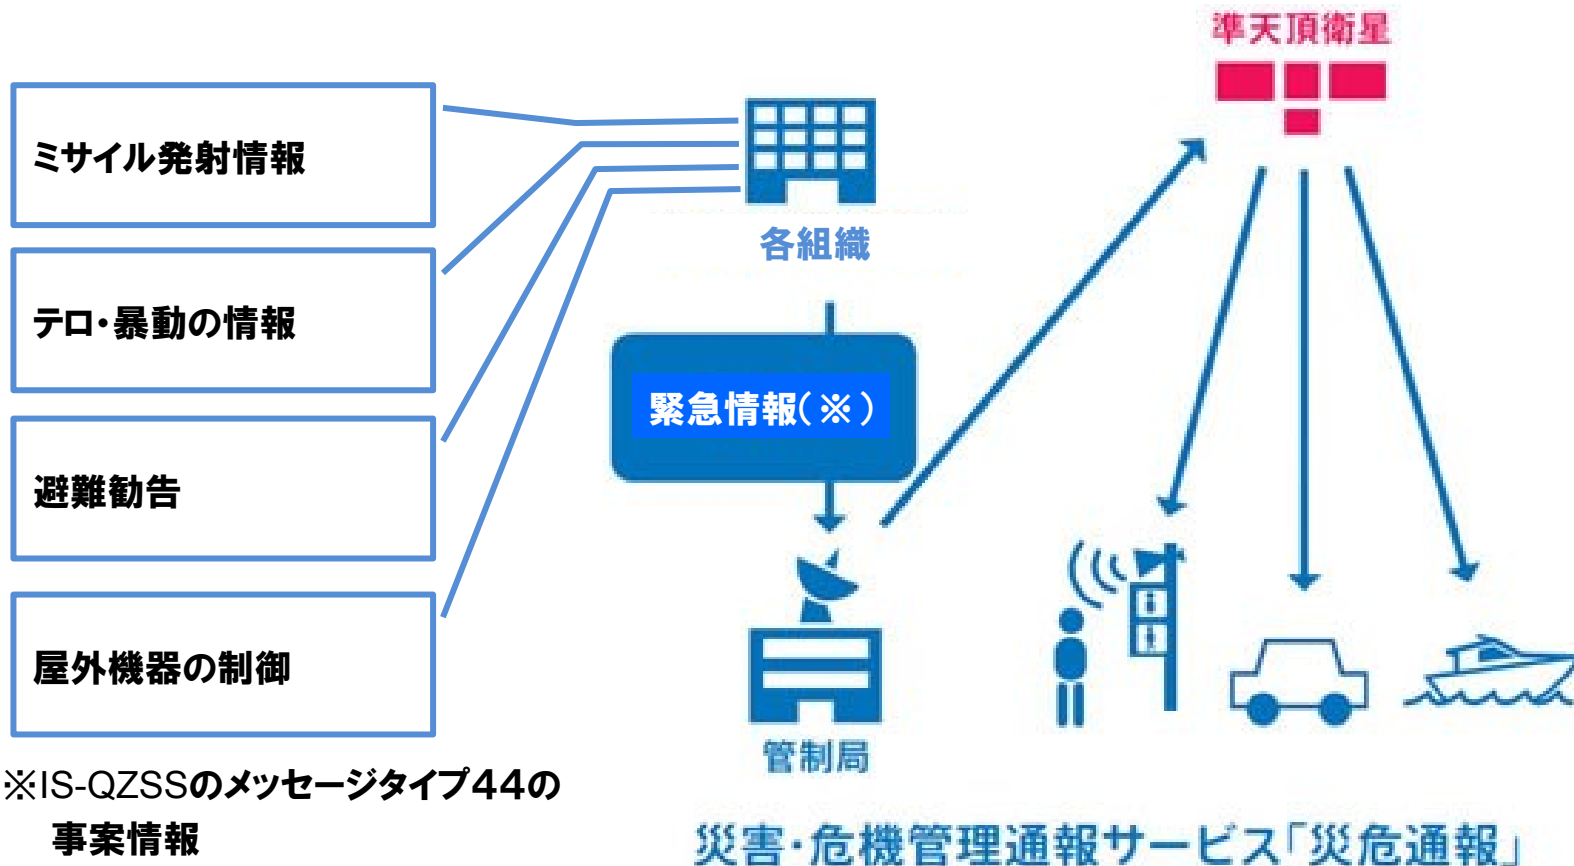 準天頂衛星
ミサイル発射情報
各組織
テロ・暴動の情報
緊急情報(※)
避難勧告
屋外機器の制御
管制局
※IS-QZSSのメッセージタイプ44の
事案情報
災害・危機管理通報サービス「災危通報」